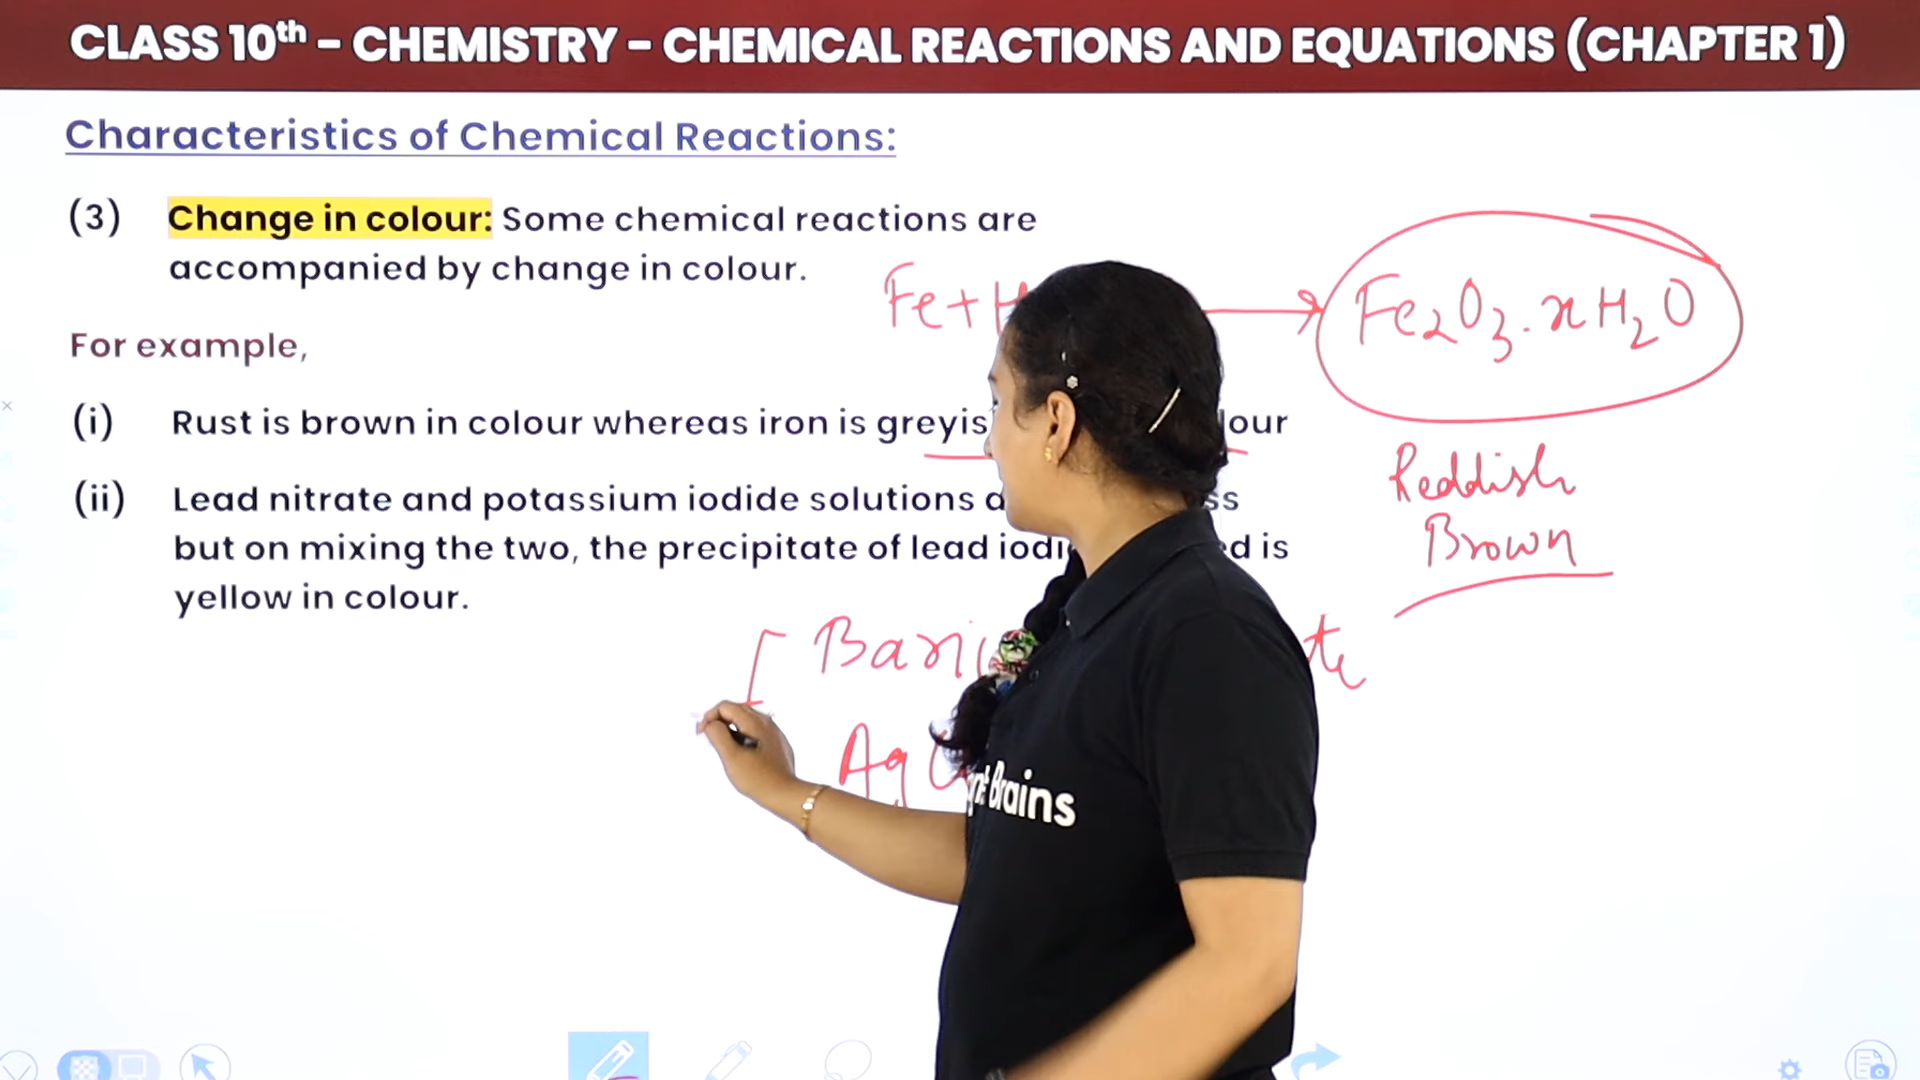 CLASS 10th – CHEMISTRY – CHEMICAL REACTIONS AND EQUATIONS (CHAPTER 1)
Characteristics of Chemical Reactions:
(3) Change in colour: Some chemical reactions are
accompanied by change in colour.
Fe + H → Fe2O3.xH2O
For example,
(i) Rust is brown in colour whereas iron is greyis our
Reddish
Brown
(ii) Lead nitrate and potassium iodide solutions a ss
but on mixing the two, the precipitate of lead iodi d is
yellow in colour.
Bari te
Ag
Brains